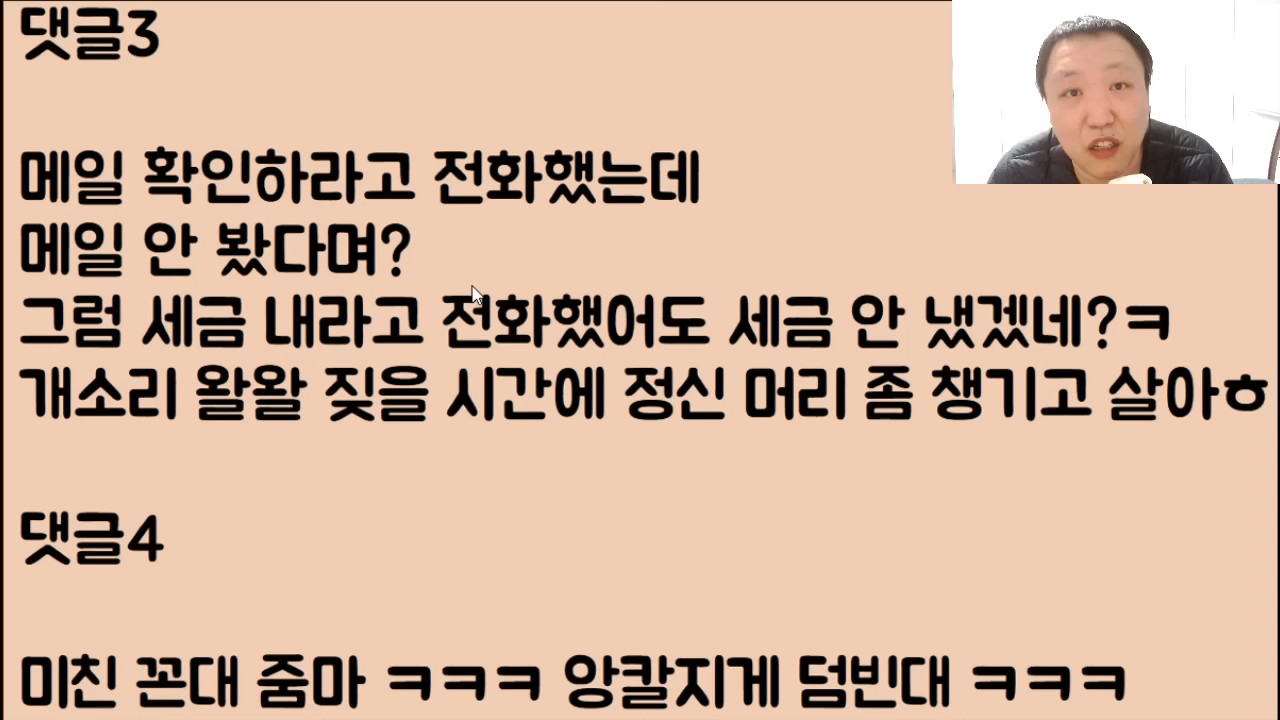 댓글3
메일 확인하라고 전화했는데
메일 안 봤다며?
그럼 세금 내라고 전화했어도 세금 안 냈겠네?ㅋ
개소리 왈왈 짖을 시간에 정신 머리 좀 챙기고 살아ㅎ
댓글4
미친 꼰대 줌마 ㅋㅋㅋ 앙칼지게 덤빈대 ㅋㅋㅋ